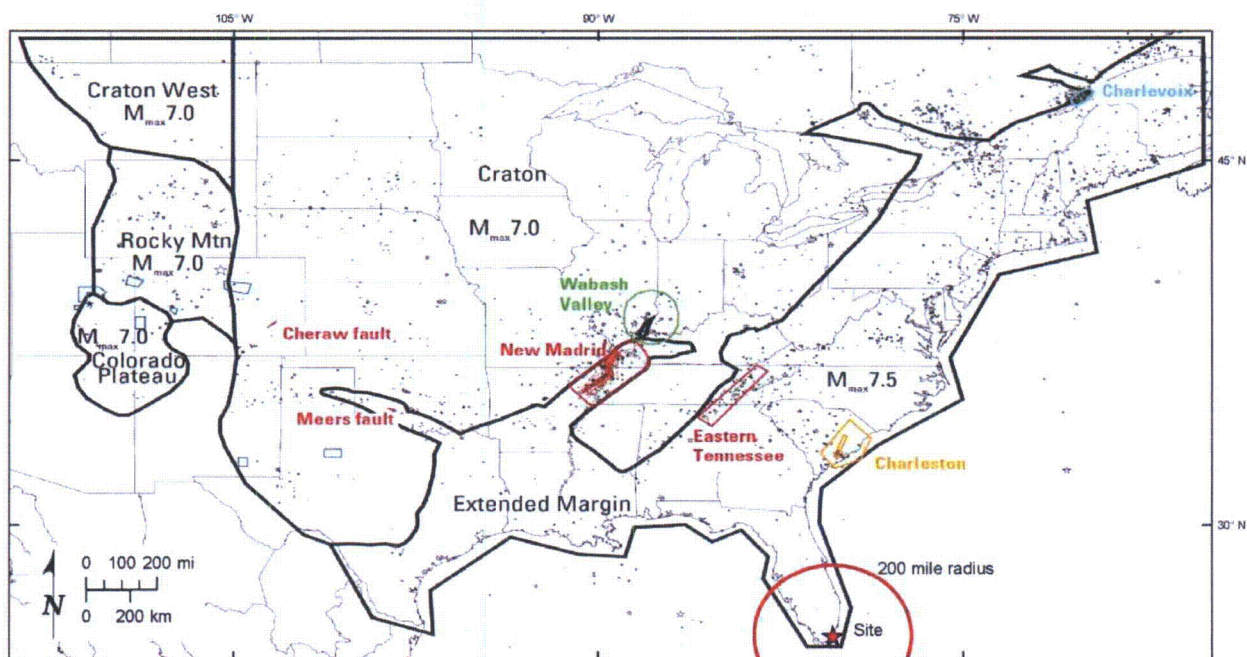 105° W
90° W
75° W
Craton West
Mmax 7.0
Charlevoix
45° N
Craton
Mmax 7.0
Rocky Mtn
Mmax 7.0
Wabash
Valley
Mmax 7.0
Colorado
Plateau
Cheraw fault
New Madrid
Mmax 7.5
Meers fault
Eastern
Tennessee
Charleston
Extended Margin
30° N
0 100 200 mi
0 200 km
N
200 mile radius
Site